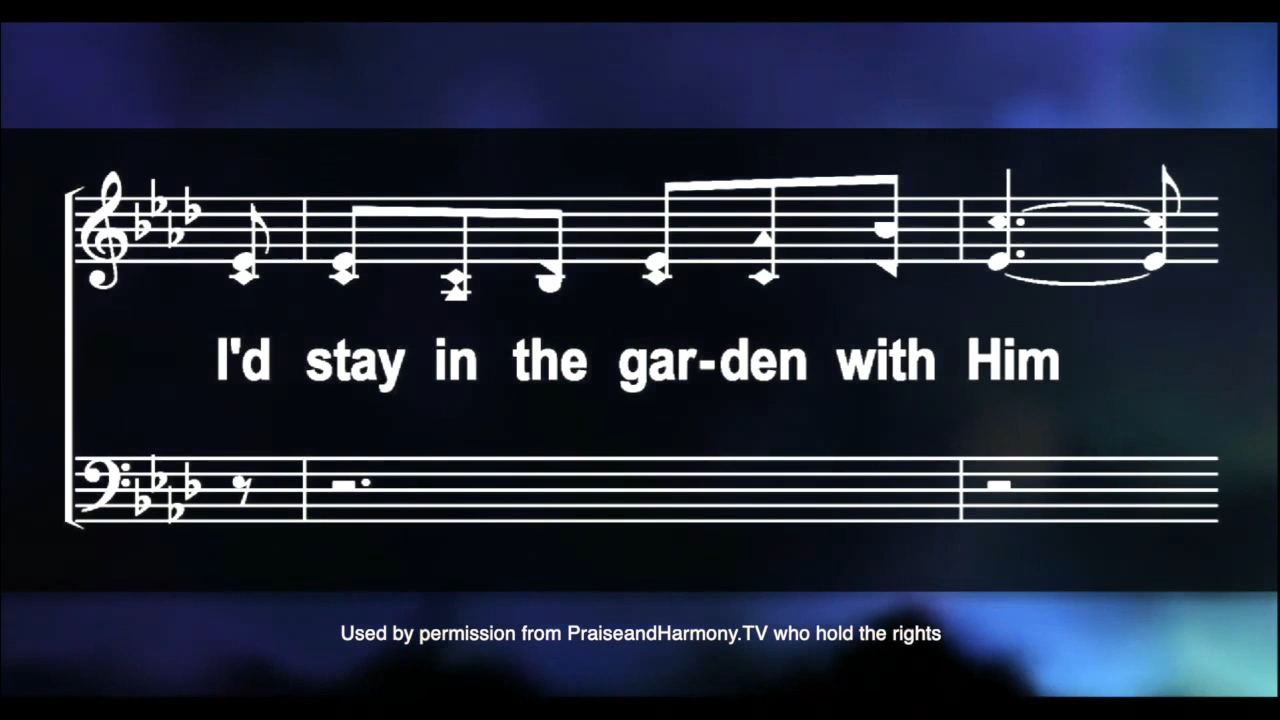 I'd stay in the gar-den with Him
Used by permission from PraiseandHarmony.TV who hold the rights